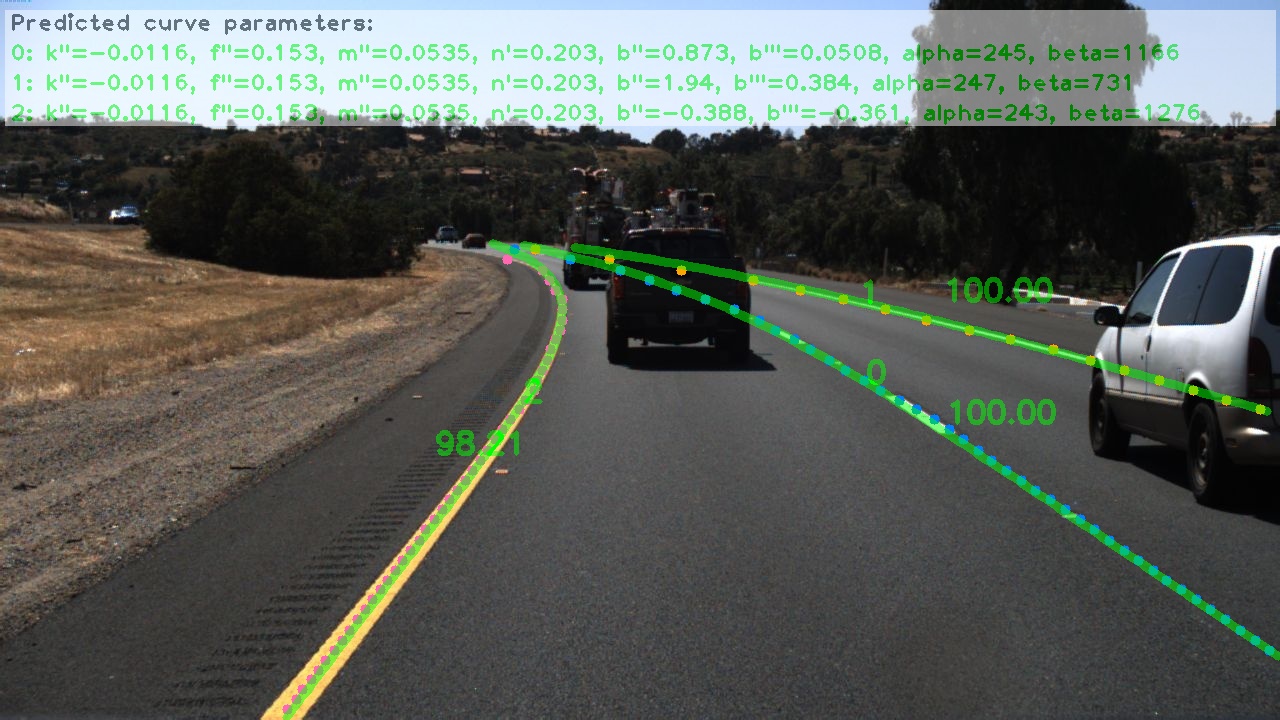 Predicted curve parameters:
0: k''=-0.0116, f''=0.153, m''=0.0535, n'=0.203, b''=0.873, b'''=0.0508, alpha=245, beta=1166
1: k''=-0.0116, f''=0.153, m''=0.0535, n'=0.203, b''=1.94, b'''=0.384, alpha=247, beta=731
2: k''=-0.0116, f''=0.153, m''=0.0535, n'=0.203, b''=-0.388, b'''=-0.361, alpha=243, beta=1276
1 100.00
0
100.00
2
98.21